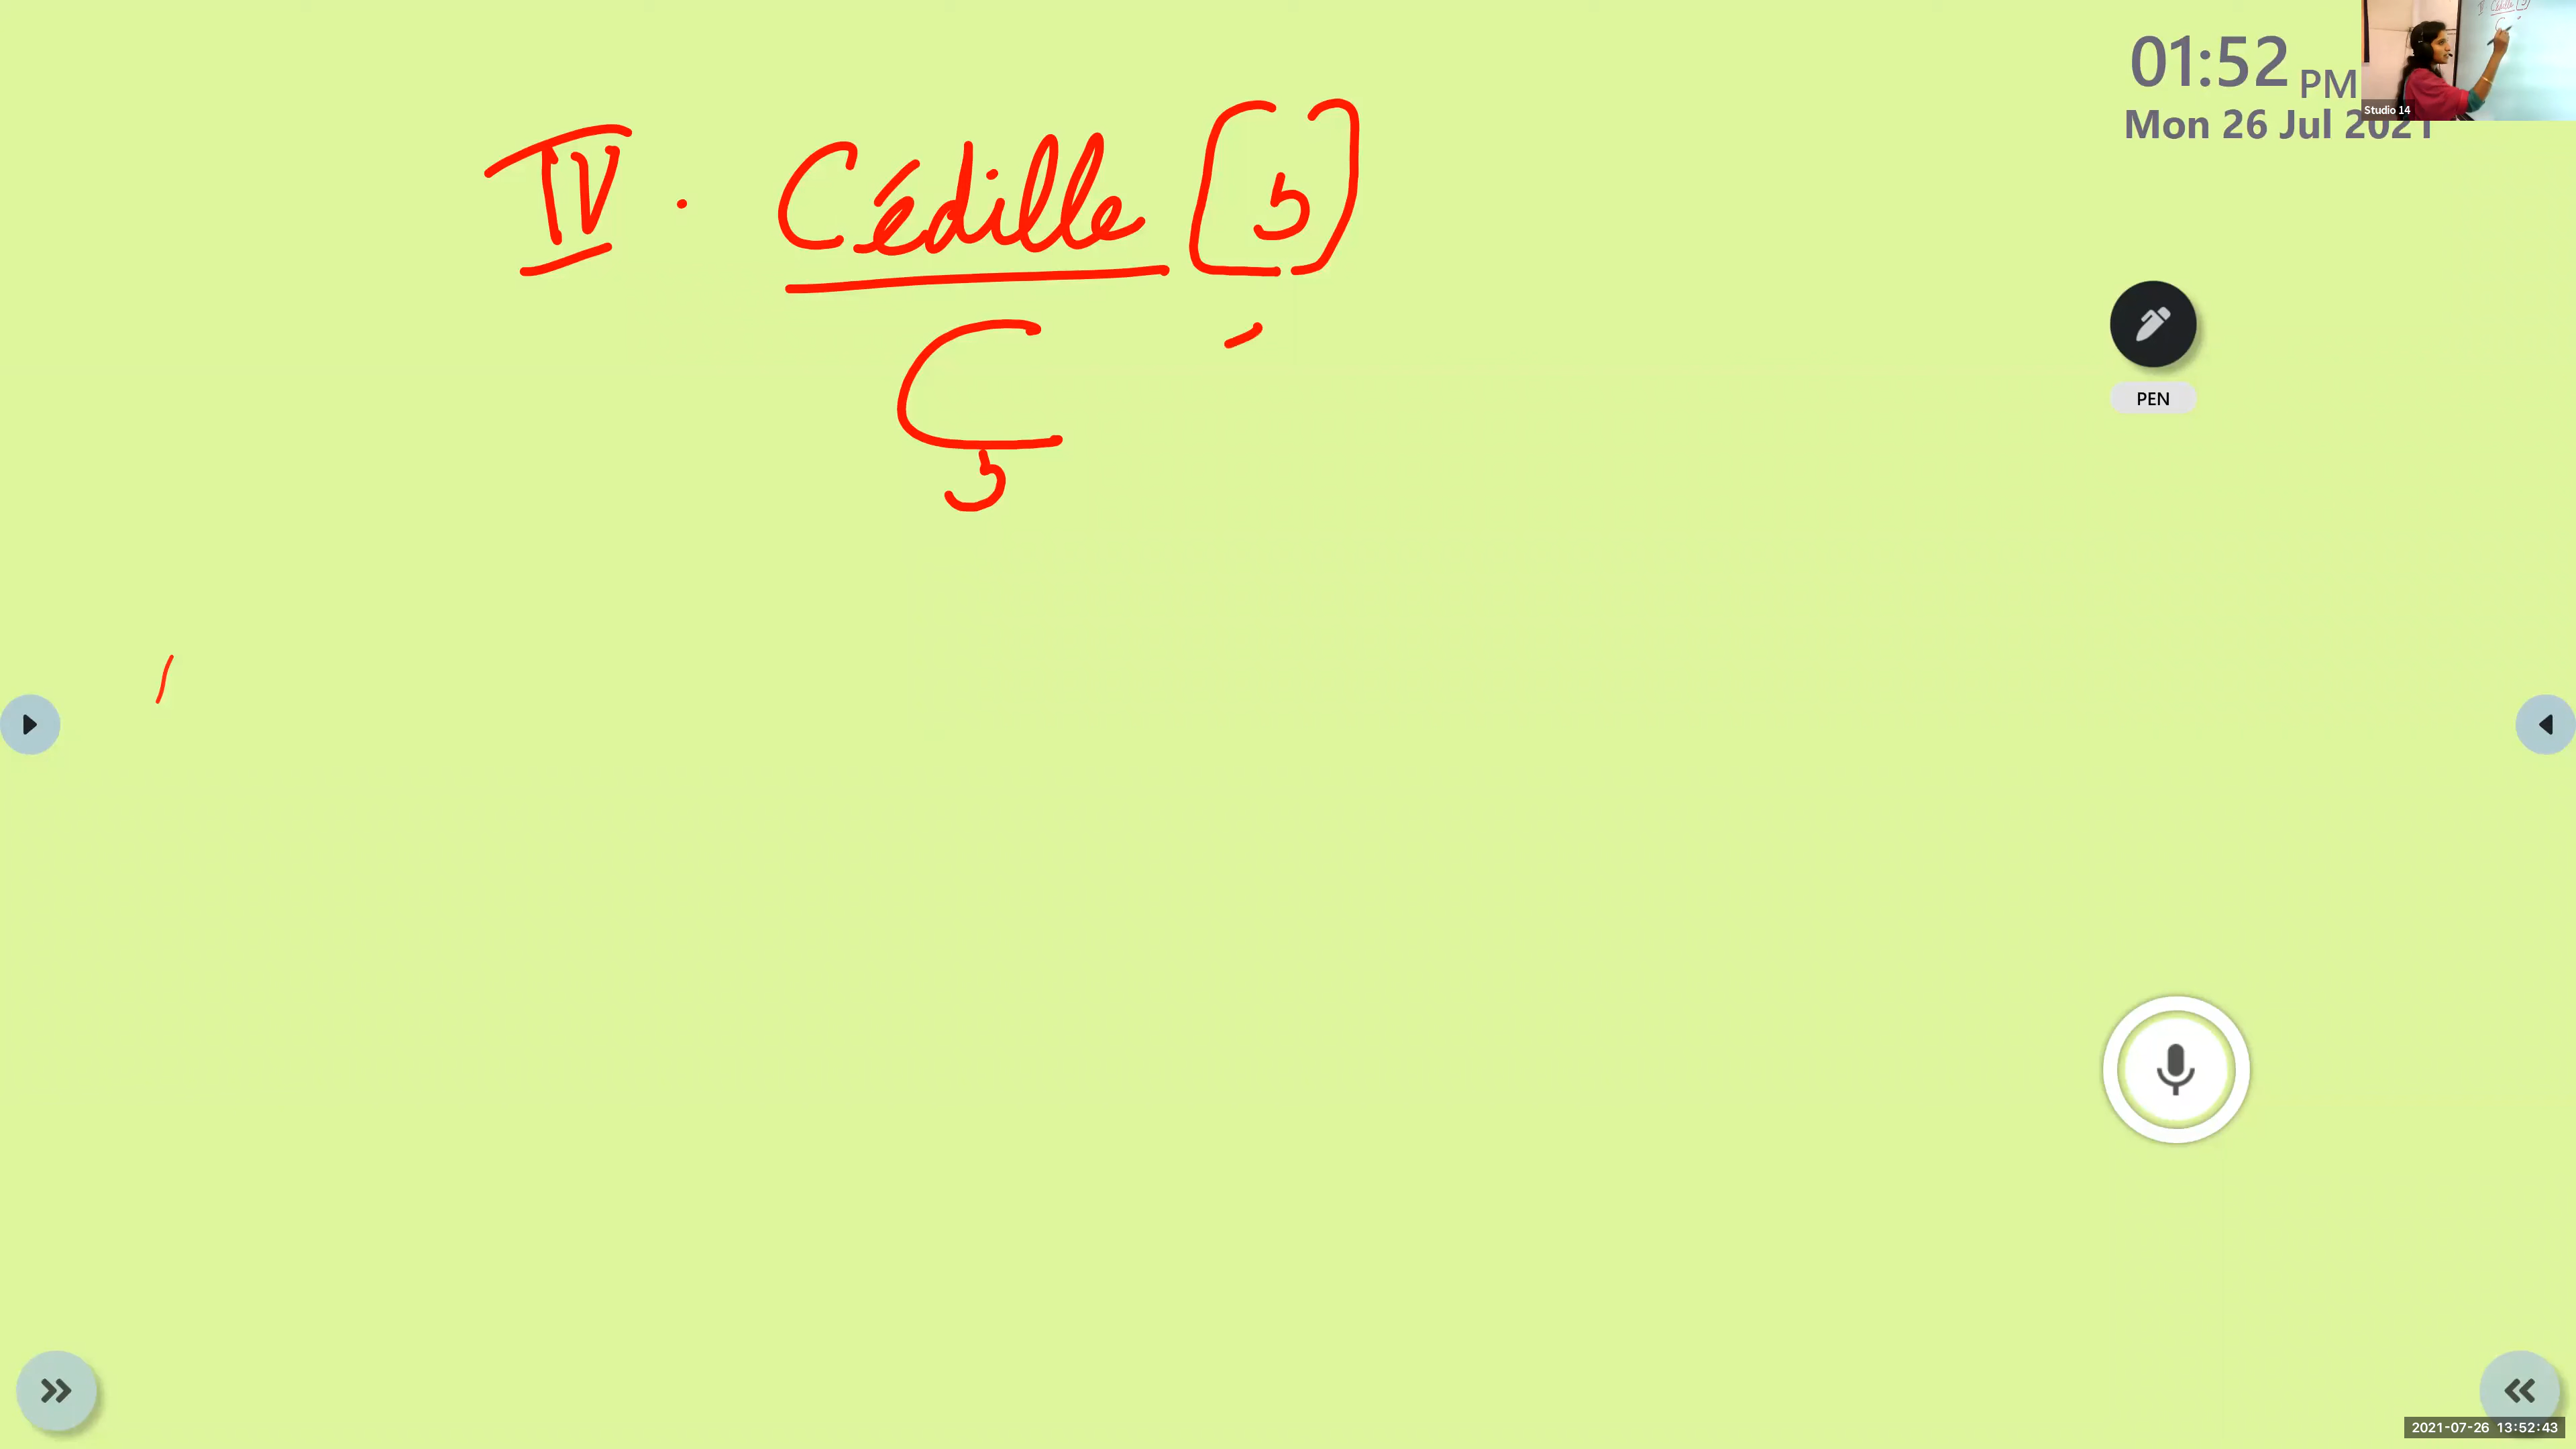 01:52 PM
Mon 26 Jul 2021
Studio 14
IV. Cédille [¸]
Ç
PEN
2021-07-26 13:52:43